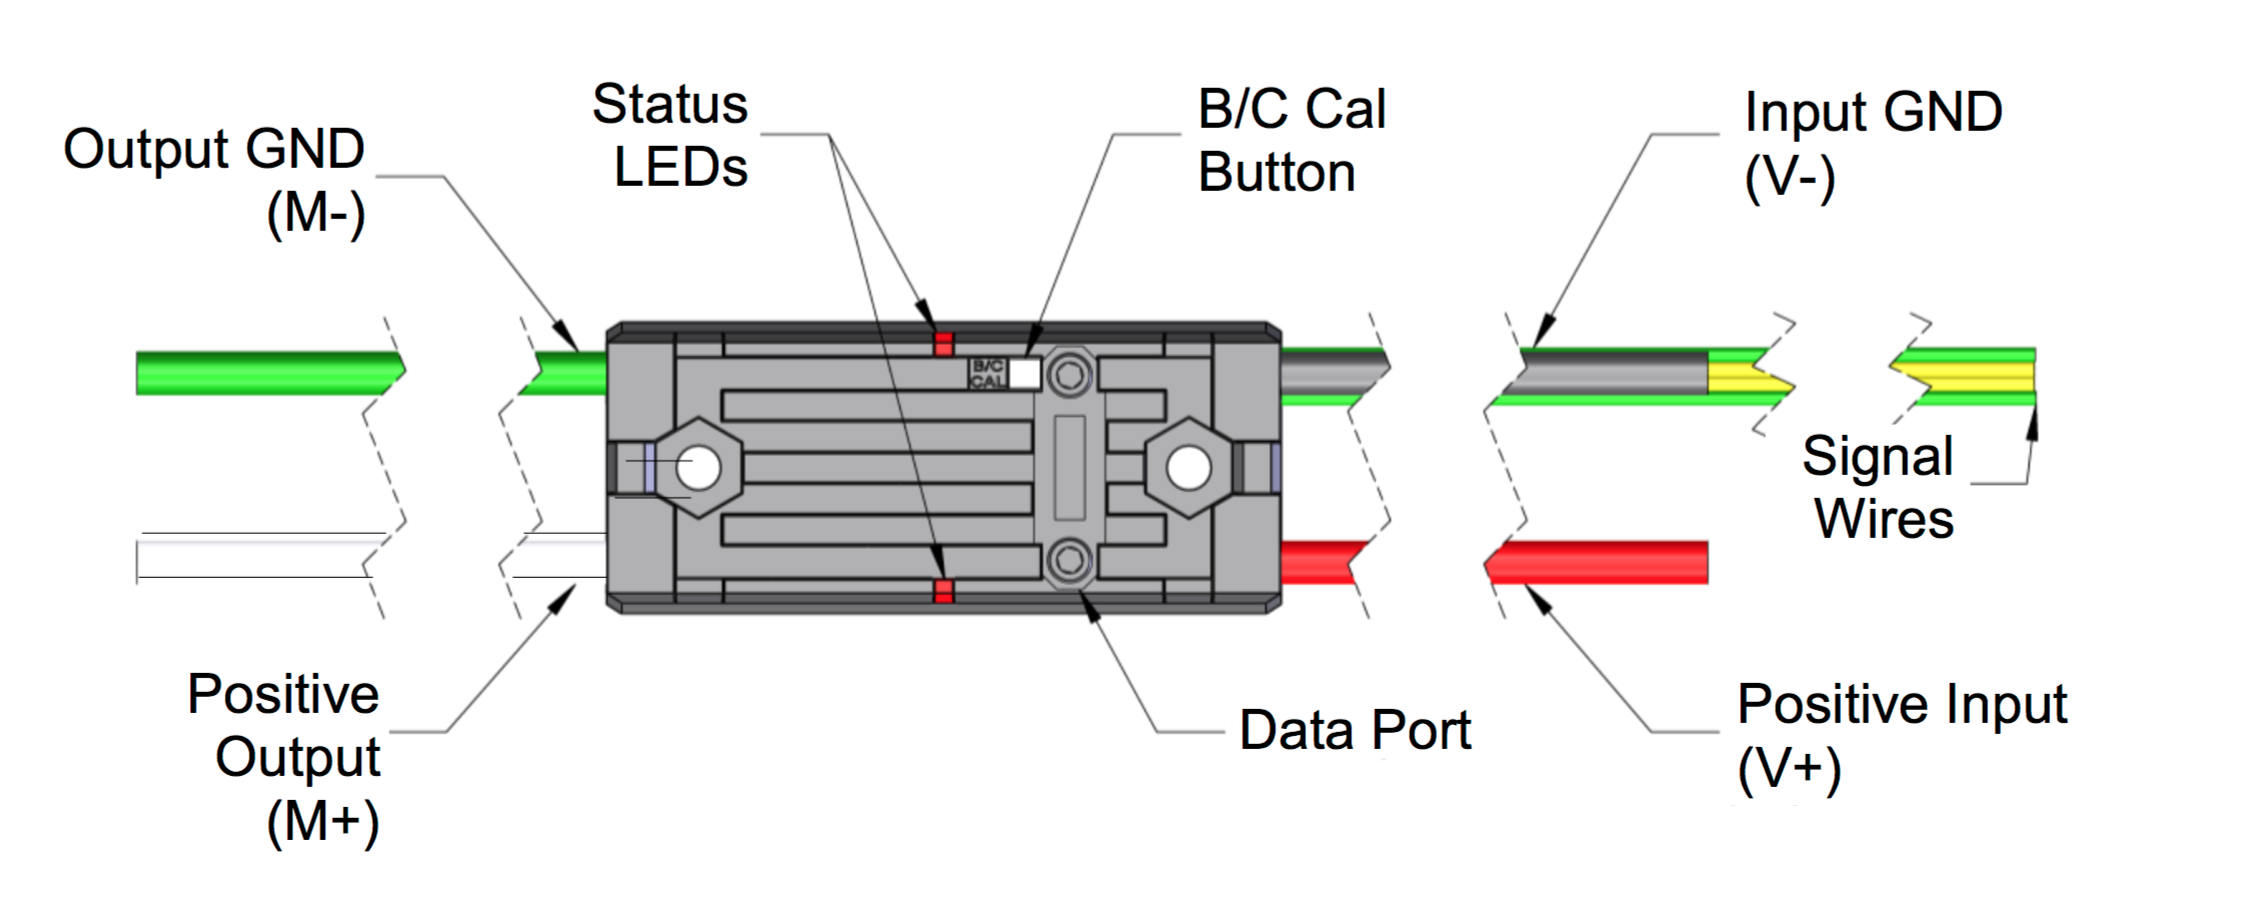 Output GND
(M-)
Status
LEDs
B/C Cal
Button
Input GND
(V-)
B/C
CAL
Signal
Wires
Positive
Output
(M+)
Data Port
Positive Input
(V+)